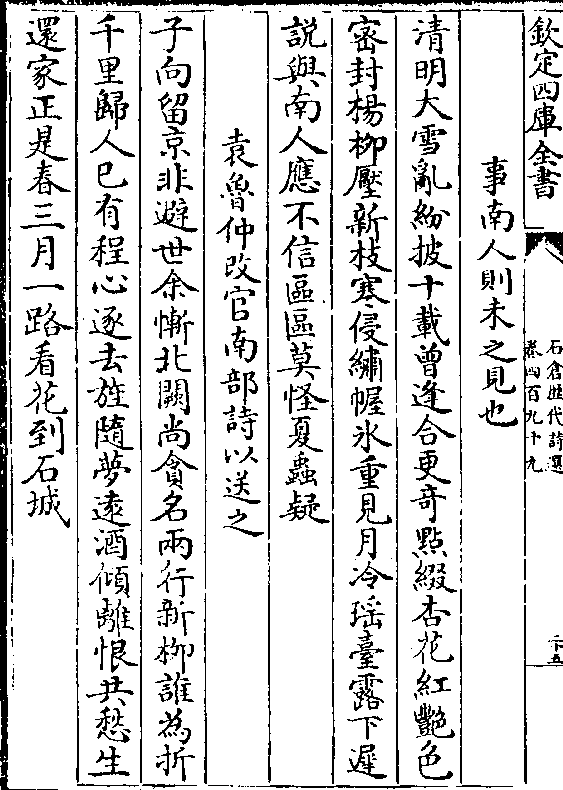 欽定四庫全書
石倉歴代詩選
卷四百九十九
二十五
事南人則未之見也
清明大雪亂紛披十載曾逢合更奇點綴杏花紅艶色
密封楊柳壓新枝寒侵繡幄氷重見月冷瑶臺露下遲
説與南人應不信區區莫怪夏蟲疑
袁魯仲改官南部詩以送之
子向留京非避世余慚北闕尚貪名兩行新柳誰為折
千里歸人已有程心逐去旌隨夢逺酒傾離恨共愁生
還家正是春三月一路看花到石城